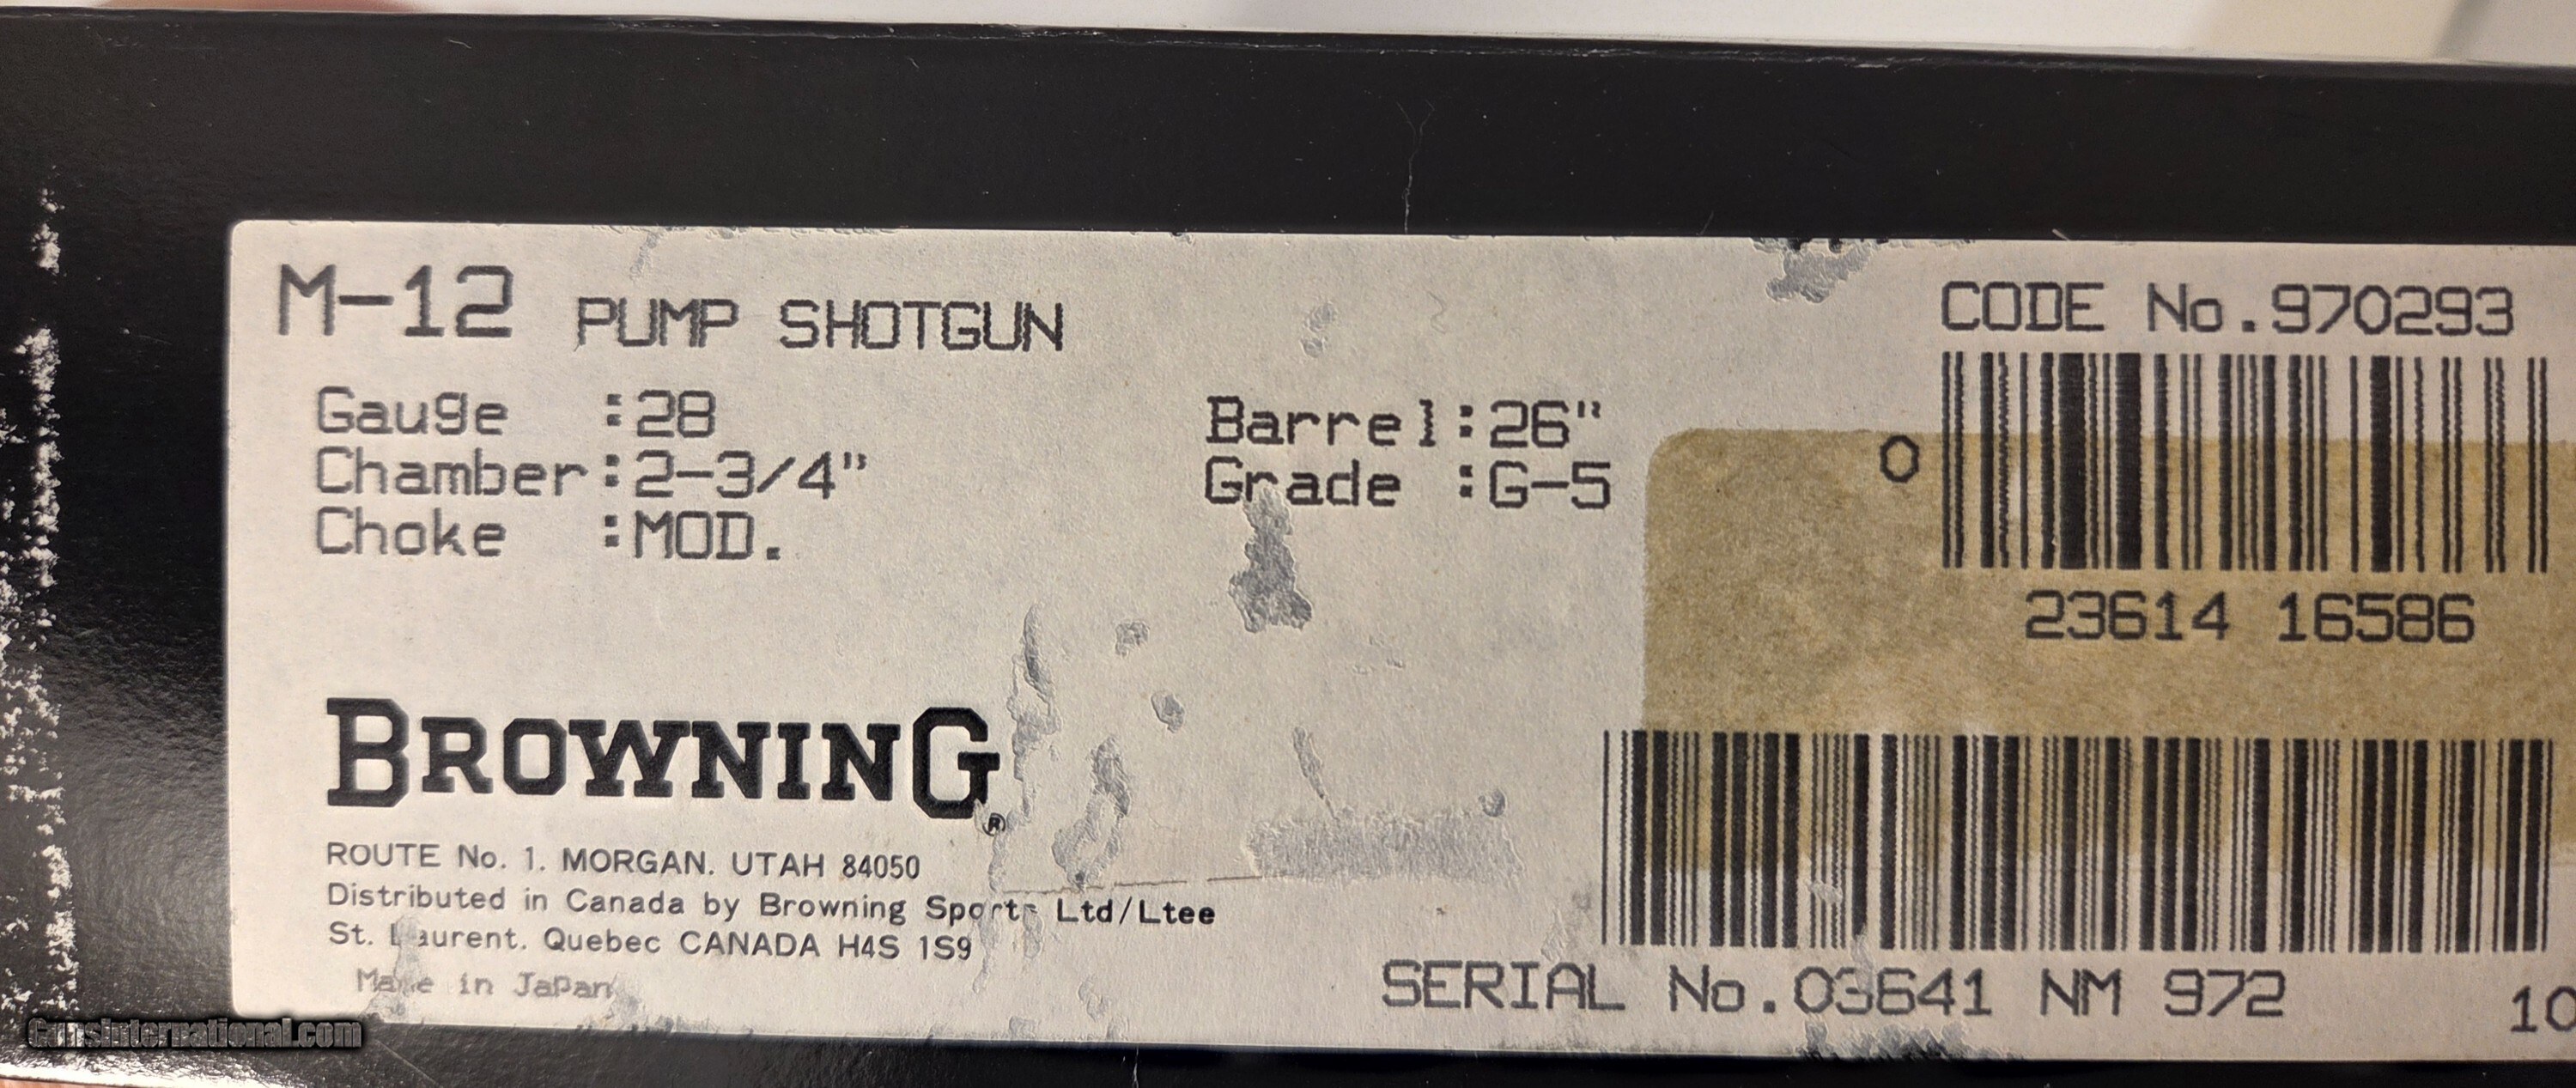 M-12 PUMP SHOTGUN
CODE No.970293
Gauge :28
Barrel:26"
Chamber:2-3/4"
Grade :G-5
Choke :MOD.
0
23614 16586
BROWNING®
ROUTE No. 1. MORGAN. UTAH 84050
Distributed in Canada by Browning Sports Ltd/Ltee
St. Laurent. Quebec CANADA H4S 1S9
Made in Japan
SERIAL No.03641 NM 972
10
GunsInternational.com